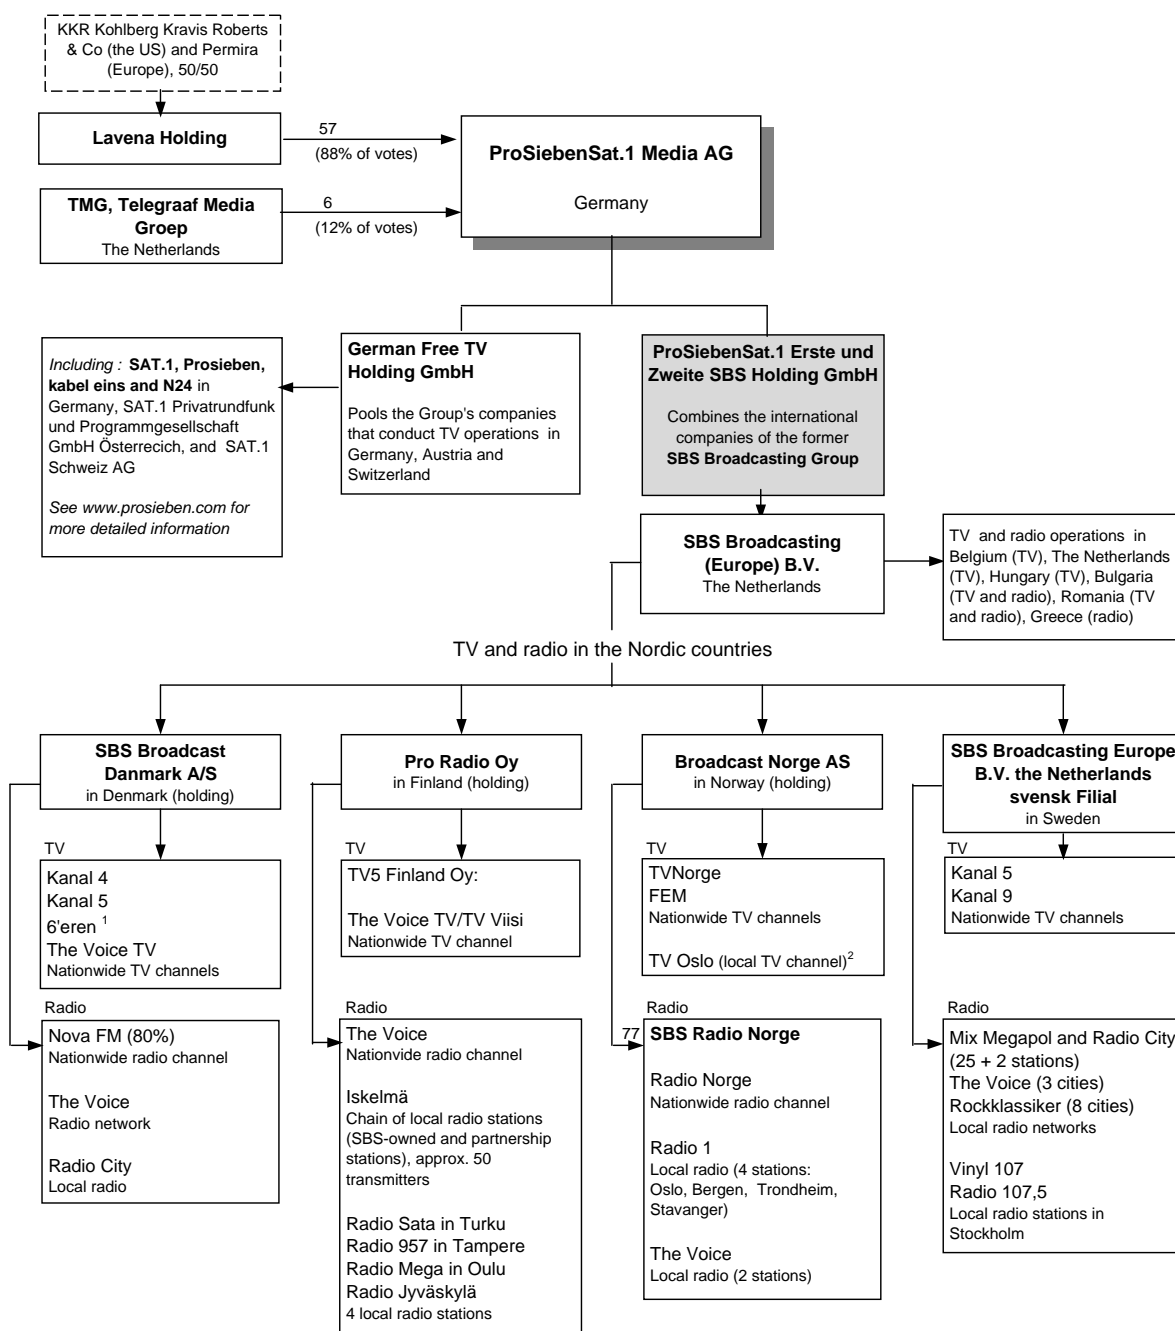 KKR Kohlberg Kravis Roberts
& Co (the US) and Permira
(Europe), 50/50
Lavena Holding
57
(88% of votes)
ProSiebenSat.1 Media AG
Germany
TMG, Telegraaf Media
Groep
The Netherlands
6
(12% of votes)
Including : SAT.1, Prosieben,
kabel eins and N24 in
Germany, SAT.1 Privatrundfunk
und Programmgesellschaft
GmbH Österrecich, and SAT.1
Schweiz AG
See www.prosieben.com for
more detailed information
German Free TV
Holding GmbH
Pools the Group's companies
that conduct TV operations in
Germany, Austria and
Switzerland
ProSiebenSat.1 Erste und
Zweite SBS Holding GmbH
Combines the international
companies of the former
SBS Broadcasting Group
SBS Broadcasting
(Europe) B.V.
The Netherlands
TV and radio operations in
Belgium (TV), The Netherlands
(TV), Hungary (TV), Bulgaria
(TV and radio), Romania (TV
and radio), Greece (radio)
TV and radio in the Nordic countries
SBS Broadcast
Danmark A/S
in Denmark (holding)
TV
Kanal 4
Kanal 5
6'eren 1
The Voice TV
Nationwide TV channels
Radio
Nova FM (80%)
Nationwide radio channel
The Voice
Radio network
Radio City
Local radio
Pro Radio Oy
in Finland (holding)
TV
TV5 Finland Oy:
The Voice TV/TV Viisi
Nationwide TV channel
Radio
The Voice
Nationvide radio channel
Iskelmä
Chain of local radio stations
(SBS-owned and partnership
stations), approx. 50
transmitters
Radio Sata in Turku
Radio 957 in Tampere
Radio Mega in Oulu
Radio Jyväskylä
4 local radio stations
Broadcast Norge AS
in Norway (holding)
TV
TVNorge
FEM
Nationwide TV channels
TV Oslo (local TV channel)2
Radio
77
SBS Radio Norge
Radio Norge
Nationwide radio channel
Radio 1
Local radio (4 stations:
Oslo, Bergen, Trondheim,
Stavanger)
The Voice
Local radio (2 stations)
SBS Broadcasting Europe
B.V. the Netherlands
svensk Filial
in Sweden
TV
Kanal 5
Kanal 9
Nationwide TV channels
Radio
Mix Megapol and Radio City
(25 + 2 stations)
The Voice (3 cities)
Rockklassiker (8 cities)
Local radio networks
Vinyl 107
Radio 107,5
Local radio stations in
Stockholm